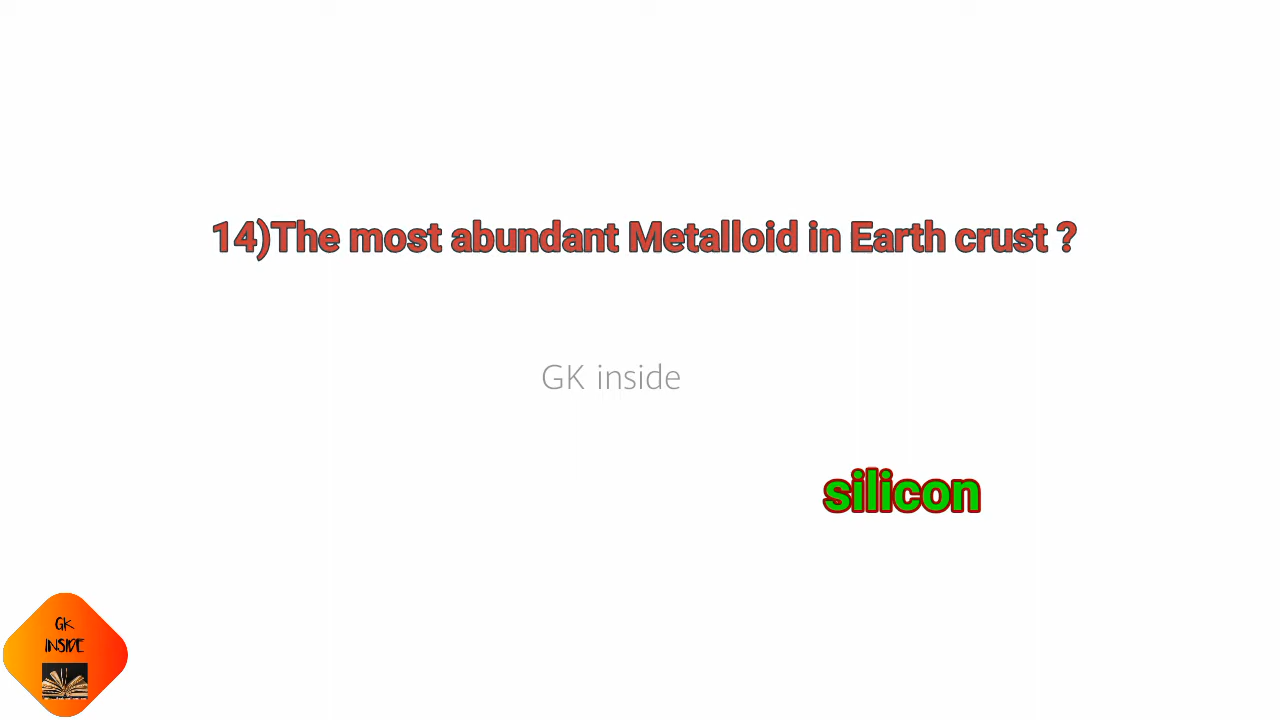 14)The most abundant Metalloid in Earth crust ?
GK inside
silicon
GK
INSIDE